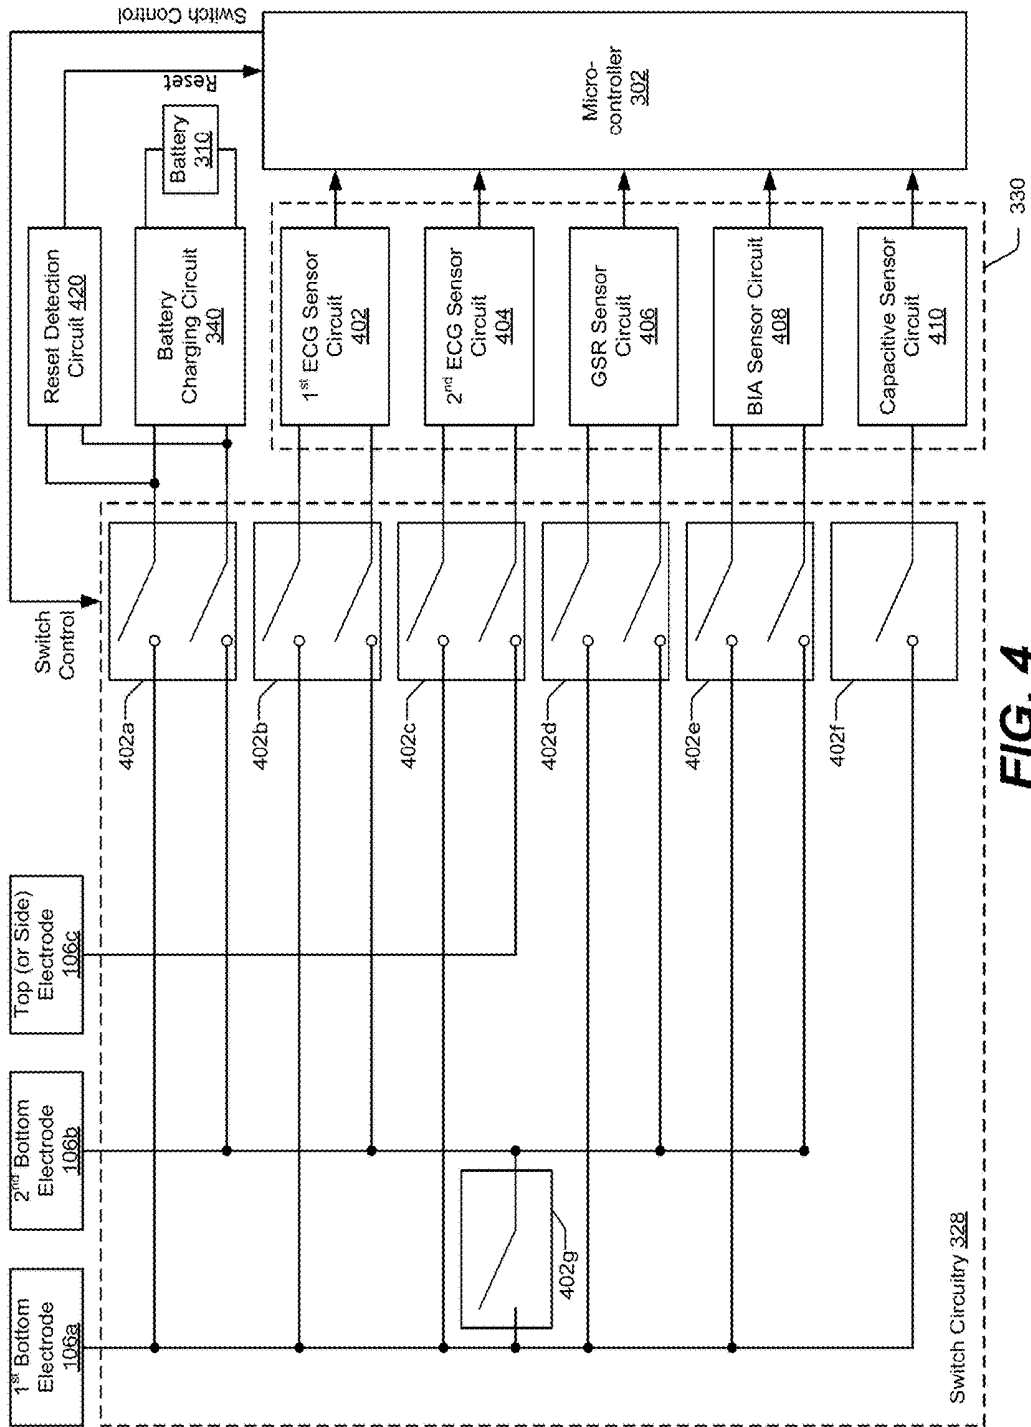 1st Bottom
Electrode
106a
2nd Bottom
Electrode
106b
Top (or Side)
Electrode
106c
Switch
Control
Switch Control
Reset
Reset Detection
Circuit 420
Battery
Charging Circuit
340
Battery
310
1st ECG Sensor
Circuit
402
2nd ECG Sensor
Circuit
404
GSR Sensor
Circuit
406
BIA Sensor Circuit
408
Capacitive Sensor
Circuit
410
Micro-
controller
302
330
402a
402b
402c
402d
402e
402f
402g
Switch Circuitry 328
FIG. 4